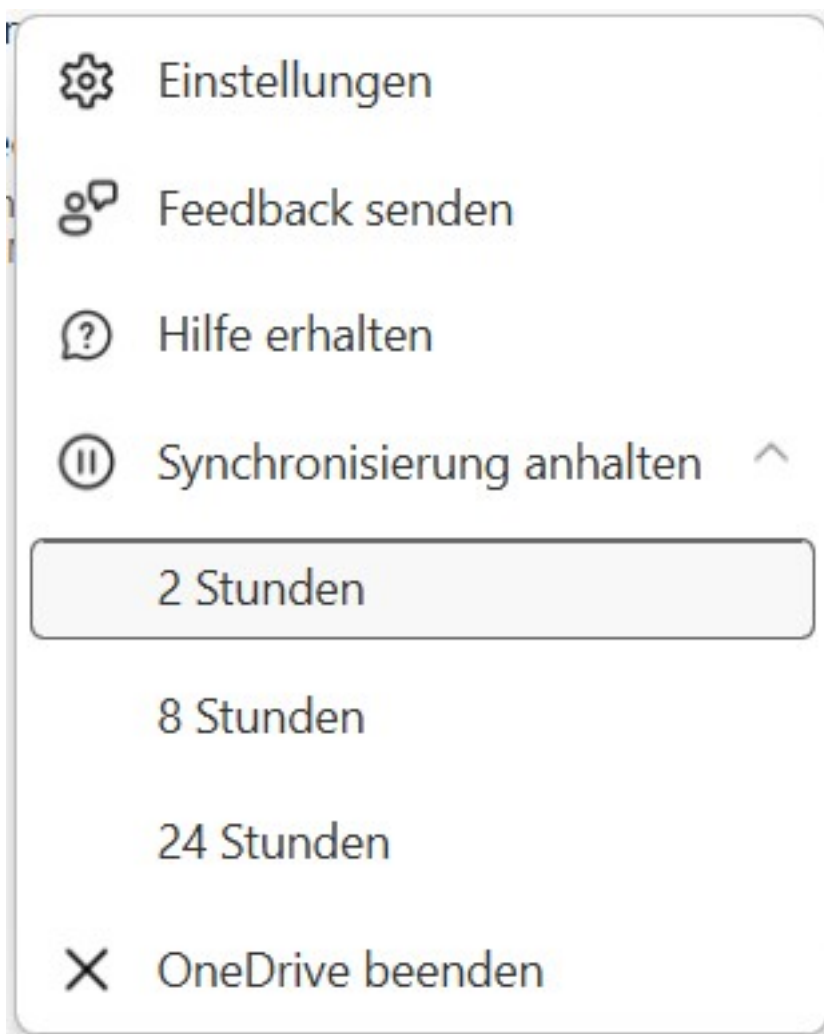 Einstellungen
Feedback senden
Hilfe erhalten
Synchronisierung anhalten
2 Stunden
8 Stunden
24 Stunden
OneDrive beenden